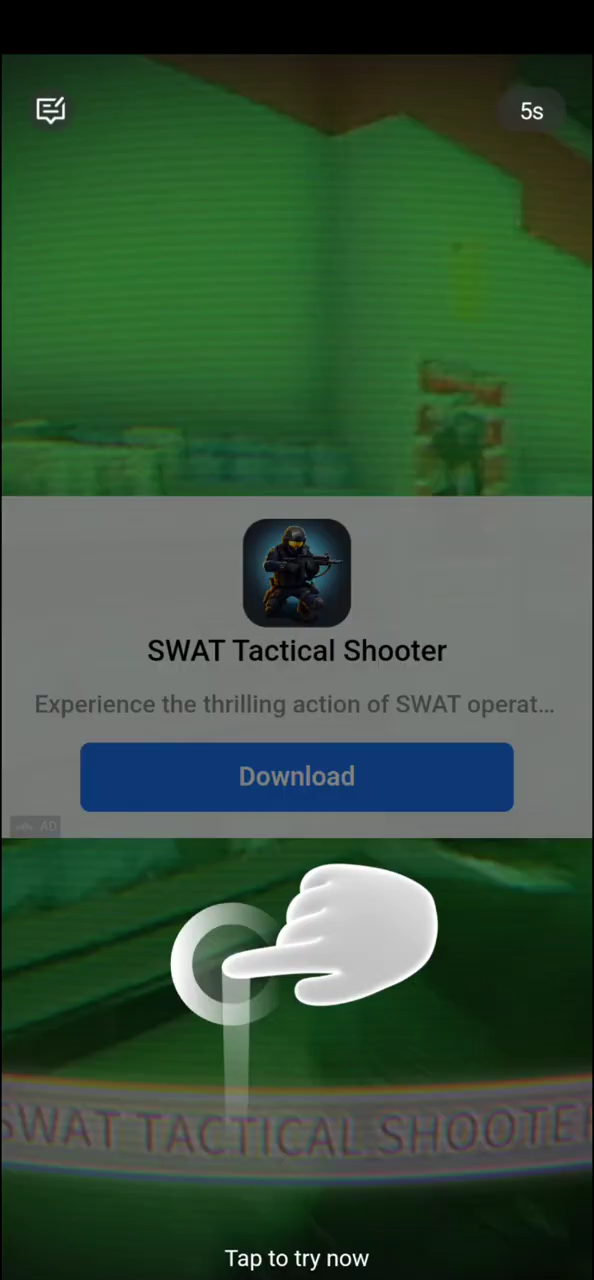 5s
SWAT Tactical Shooter
Experience the thrilling action of SWAT operat...
Download
AD
SWAT TACTICAL SHOOTER
Tap to try now